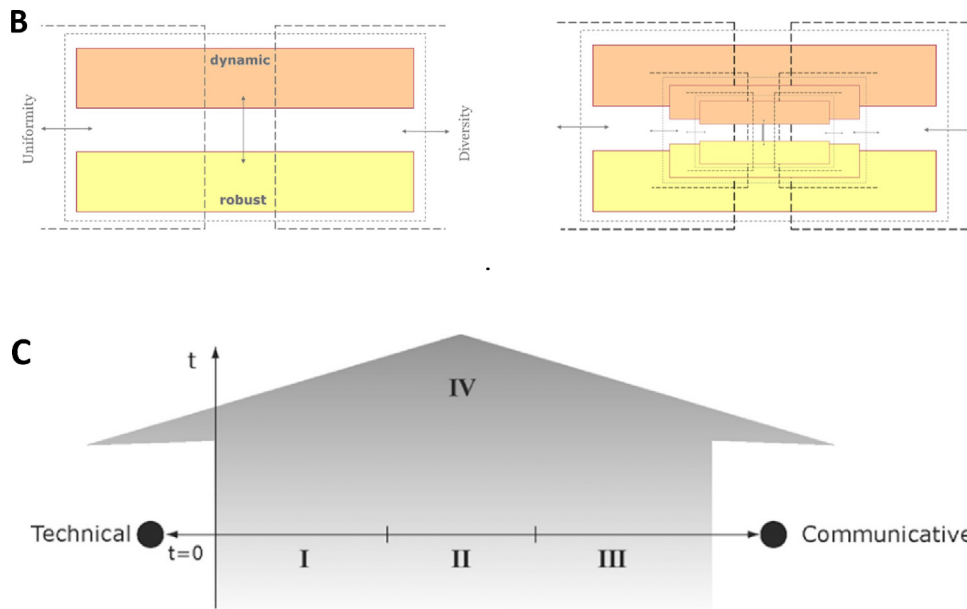 B
dynamic
robust
Uniformity
Diversity
.
C
t
IV
Technical
t=0
I
II
III
Communicative